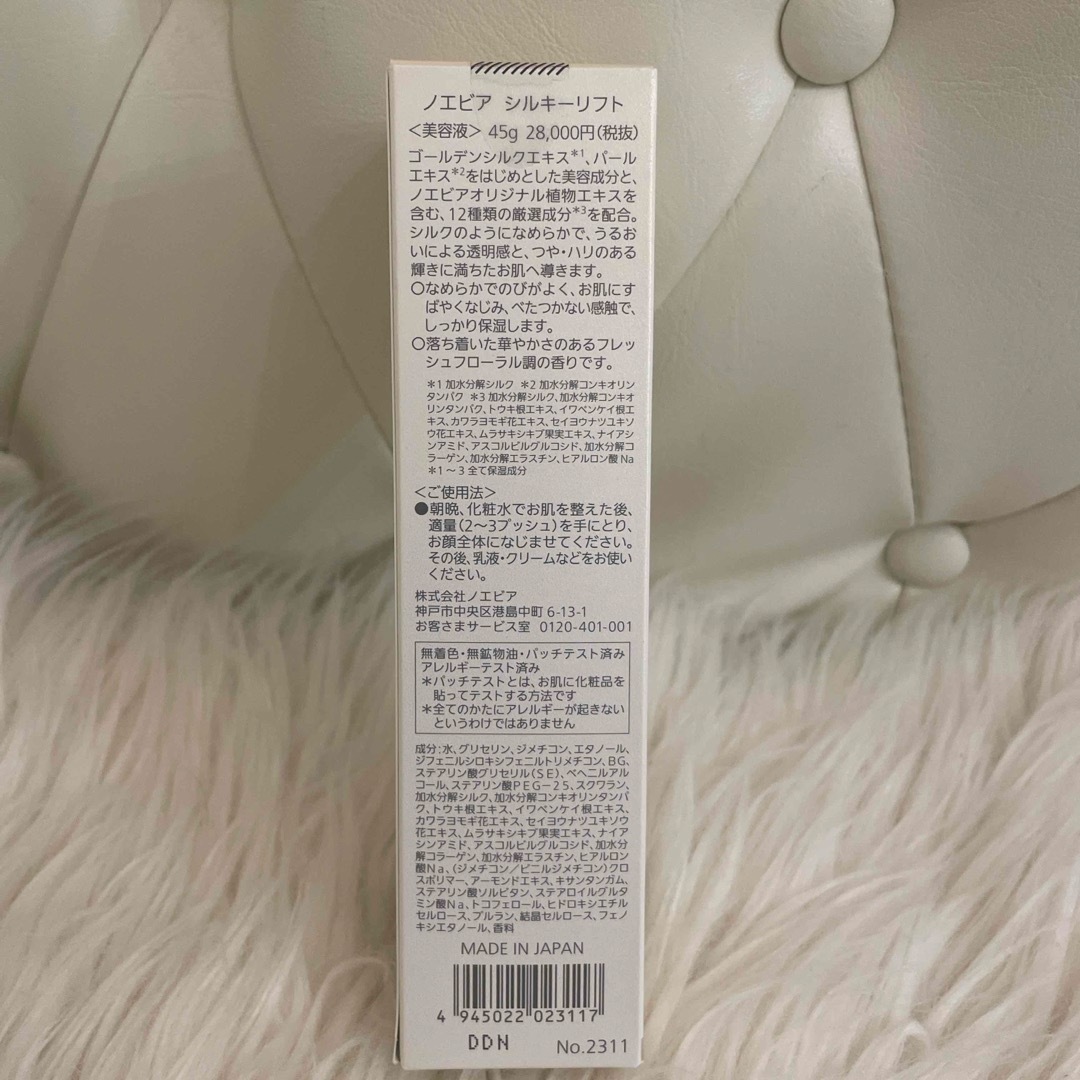 ノエビア シルキーリフト
＜美容液＞ 45g 28,000円(税抜)
ゴールデンシルクエキス＊1、パール
エキス＊2をはじめとした美容成分と、
ノエビアオリジナル植物エキスを
含む、12種類の厳選成分＊3を配合。
シルクのようになめらかで、うるお
いによる透明感と、つや・ハリのある
輝きに満ちたお肌へ導きます。
○なめらかでのびがよく、お肌にす
ばやくなじみ、べたつかない感触で、
しっかり保湿します。
○落ち着いた華やかさのあるフレッ
シュフローラル調の香りです。
＊1 加水分解シルク ＊2 加水分解コンキオリン
タンパク ＊3 加水分解シルク、加水分解コンキオ
リンタンパク、トウキ根エキス、イワベンケイ根エ
キス、カワラヨモギ花エキス、セイヨウナツユキソ
ウ花エキス、ムラサキシキブ果実エキス、ナイアシ
ンアミド、アスコルビルグルコシド、加水分解コ
ラーゲン、加水分解エラスチン、ヒアルロン酸Na
＊1～3 全て保湿成分
＜ご使用法＞
●朝晩、化粧水でお肌を整えた後、
適量(2～3プッシュ)を手にとり、
お顔全体になじませてください。
その後、乳液・クリームなどをお使い
ください。
株式会社ノエビア
神戸市中央区港島中町 6-13-1
お客さまサービス室 0120-401-001
無着色・無鉱物油・パッチテスト済み
アレルギーテスト済み
＊パッチテストとは、お肌に化粧品を
貼ってテストする方法です
＊全てのかたにアレルギーが起きない
というわけではありません
成分：水、グリセリン、ジメチコン、エタノール、
ジフェニルシロキシフェニルトリメチコン、BG、
ステアリン酸グリセリル(SE)、ベヘニルアル
コール、ステアリン酸PEG-25、スクワラン、
加水分解シルク、加水分解コンキオリンタンパ
ク、トウキ根エキス、イワベンケイ根エキス、
カワラヨモギ花エキス、セイヨウナツユキソウ
花エキス、ムラサキシキブ果実エキス、ナイア
シンアミド、アスコルビルグルコシド、加水分
解コラーゲン、加水分解エラスチン、ヒアルロン
酸Na、(ジメチコン／ビニルジメチコン)クロ
スポリマー、アーモンドエキス、キサンタンガム、
ステアリン酸ソルビタン、ステアロイルグルタ
ミン酸Na、トコフェロール、ヒドロキシエチル
セルロース、プルラン、結晶セルロース、フェノ
キシエタノール、香料
MADE IN JAPAN
4 945022 023117
DDN No.2311